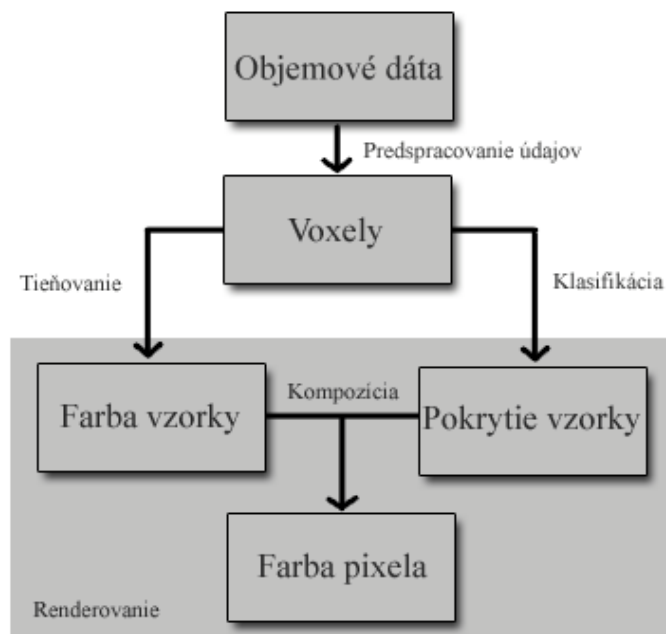 Objemové dáta
Predspracovanie údajov
Voxely
Tieňovanie
Klasifikácia
Farba vzorky
Kompozícia
Pokrytie vzorky
Farba pixela
Renderovanie